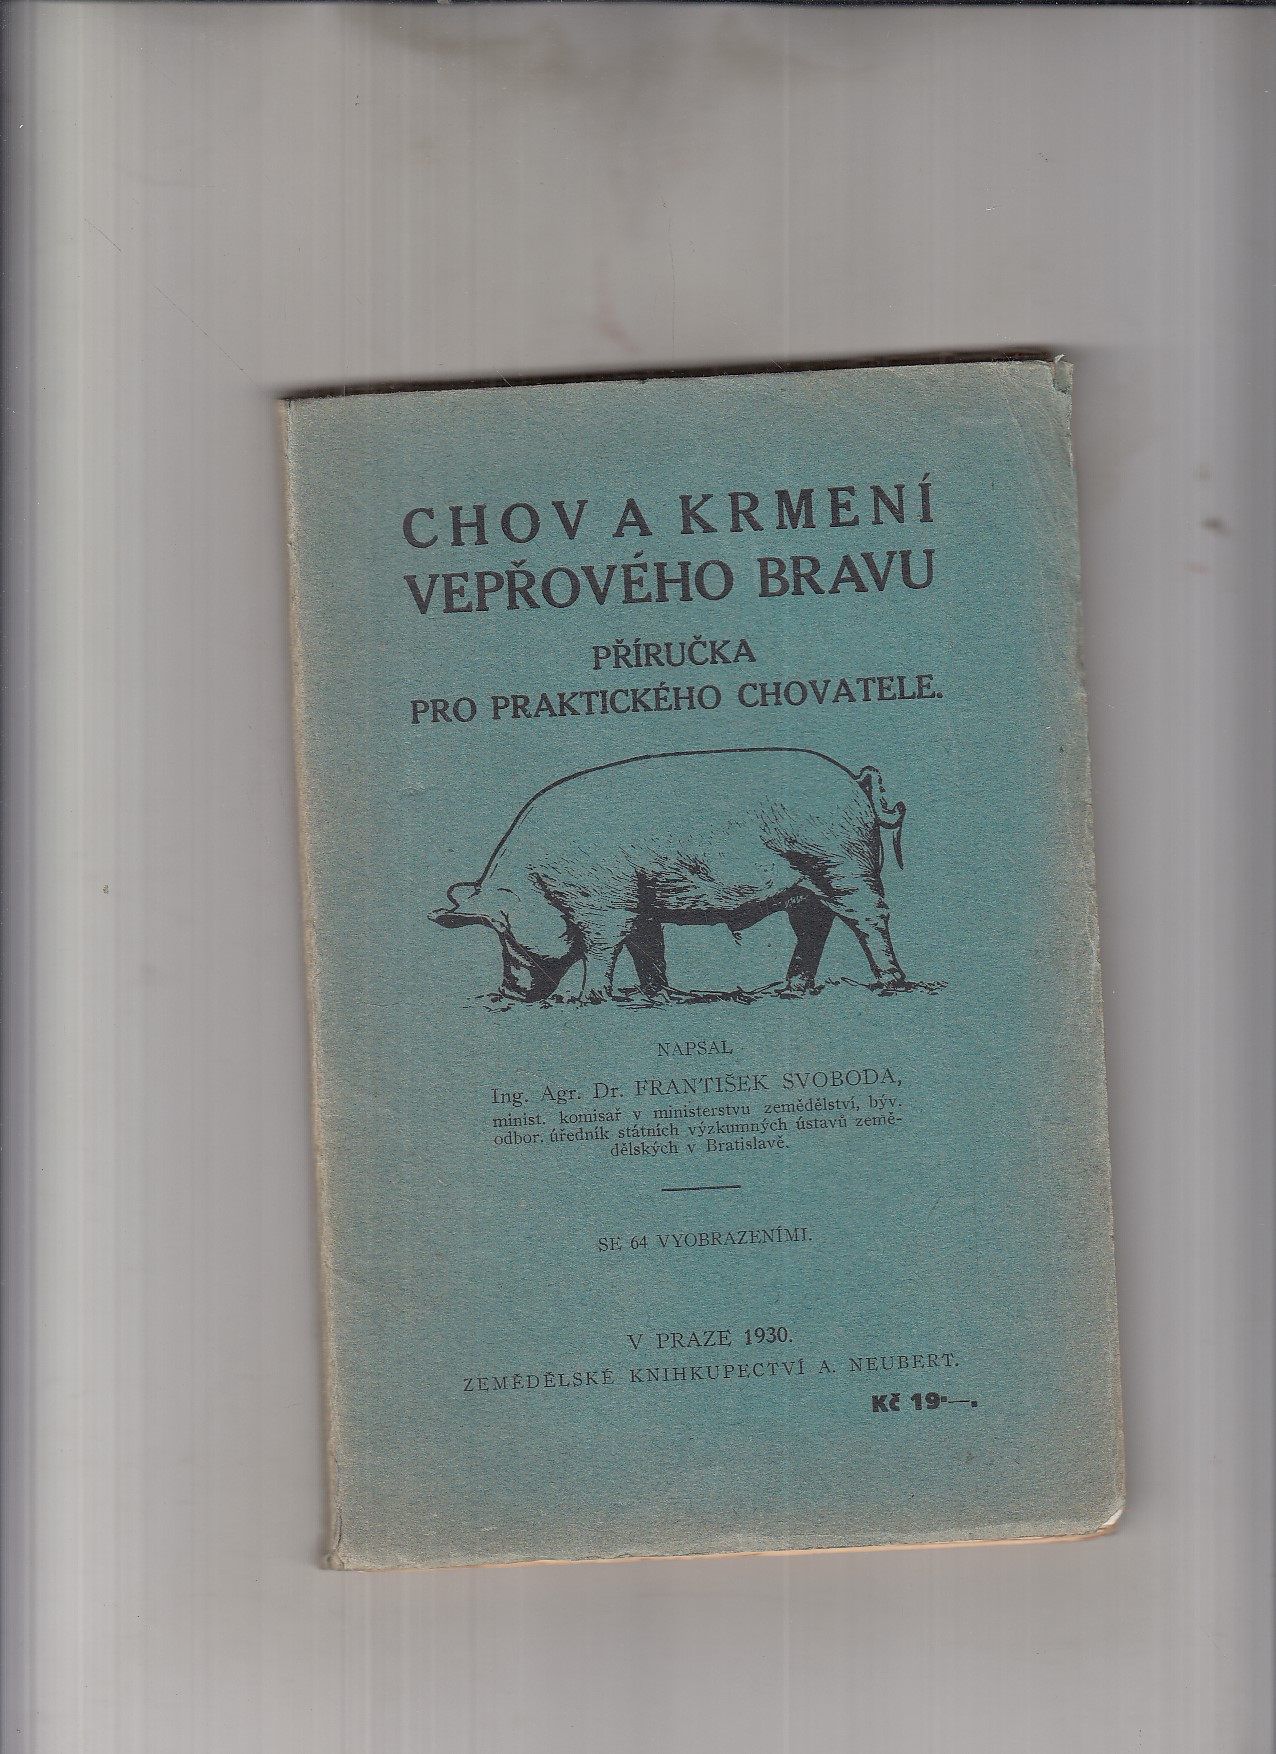 CHOV A KRMENÍ
VEPŘOVÉHO BRAVU
PŘÍRUČKA
PRO PRAKTICKÉHO CHOVATELE.
NAPSAL
Ing. Agr. Dr. FRANTIŠEK SVOBODA,
minist. komisař v ministerstvu zemědělství, býv.
odbor. úředník státních výzkumných ústavů země-
dělských v Bratislavě.
SE 64 VYOBRAZENÍMI.
V PRAZE 1930.
ZEMĚDĚLSKÉ KNIHKUPECTVÍ A. NEUBERT.
Kč 19·—.